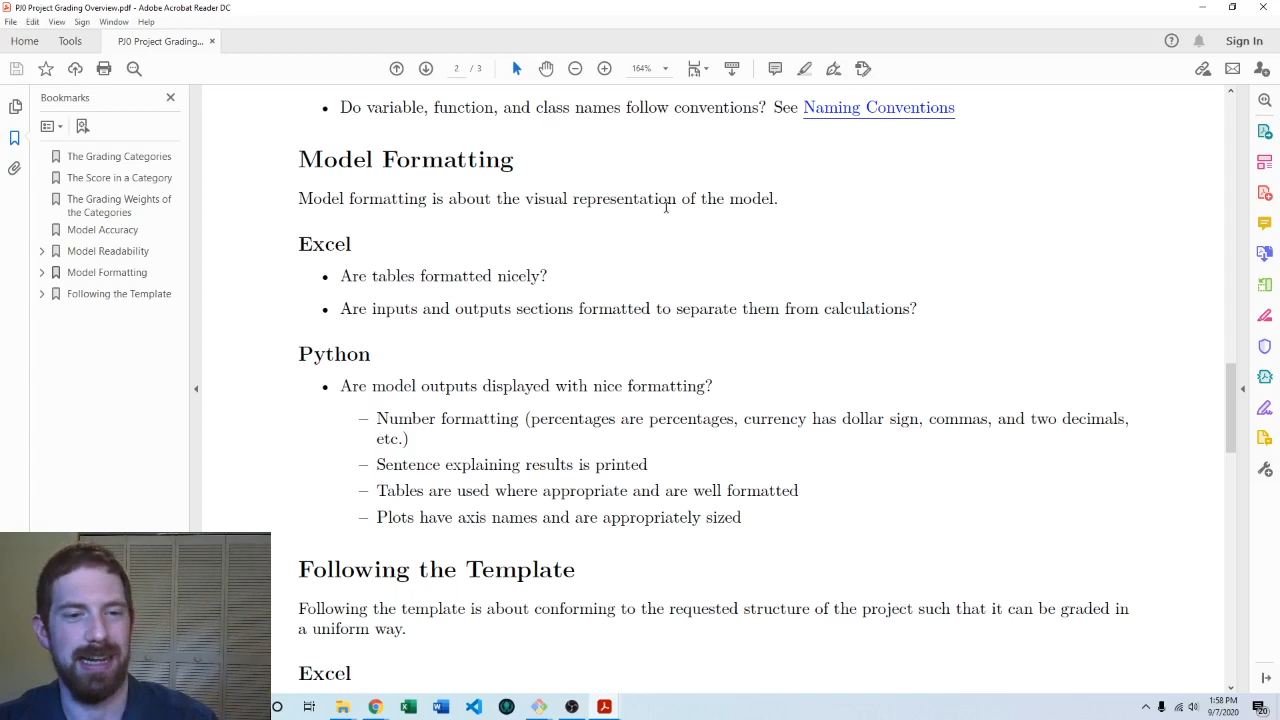 PJ0 Project Grading Overview.pdf - Adobe Acrobat Reader DC
File Edit View Sign Window Help
Home Tools PJ0 Project Grading... × Sign In
2 / 3 164%
Bookmarks
The Grading Categories
The Score in a Category
The Grading Weights of
the Categories
Model Accuracy
Model Readability
Model Formatting
Following the Template
• Do variable, function, and class names follow conventions? See Naming Conventions
Model Formatting
Model formatting is about the visual representation of the model.
Excel
• Are tables formatted nicely?
• Are inputs and outputs sections formatted to separate them from calculations?
Python
• Are model outputs displayed with nice formatting?
– Number formatting (percentages are percentages, currency has dollar sign, commas, and two decimals,
etc.)
– Sentence explaining results is printed
– Tables are used where appropriate and are well formatted
– Plots have axis names and are appropriately sized
Following the Template
Following the template is about conforming to the requested structure of the project such that it can be graded in
a uniform way.
Excel
1:58 PM
9/7/2020
20